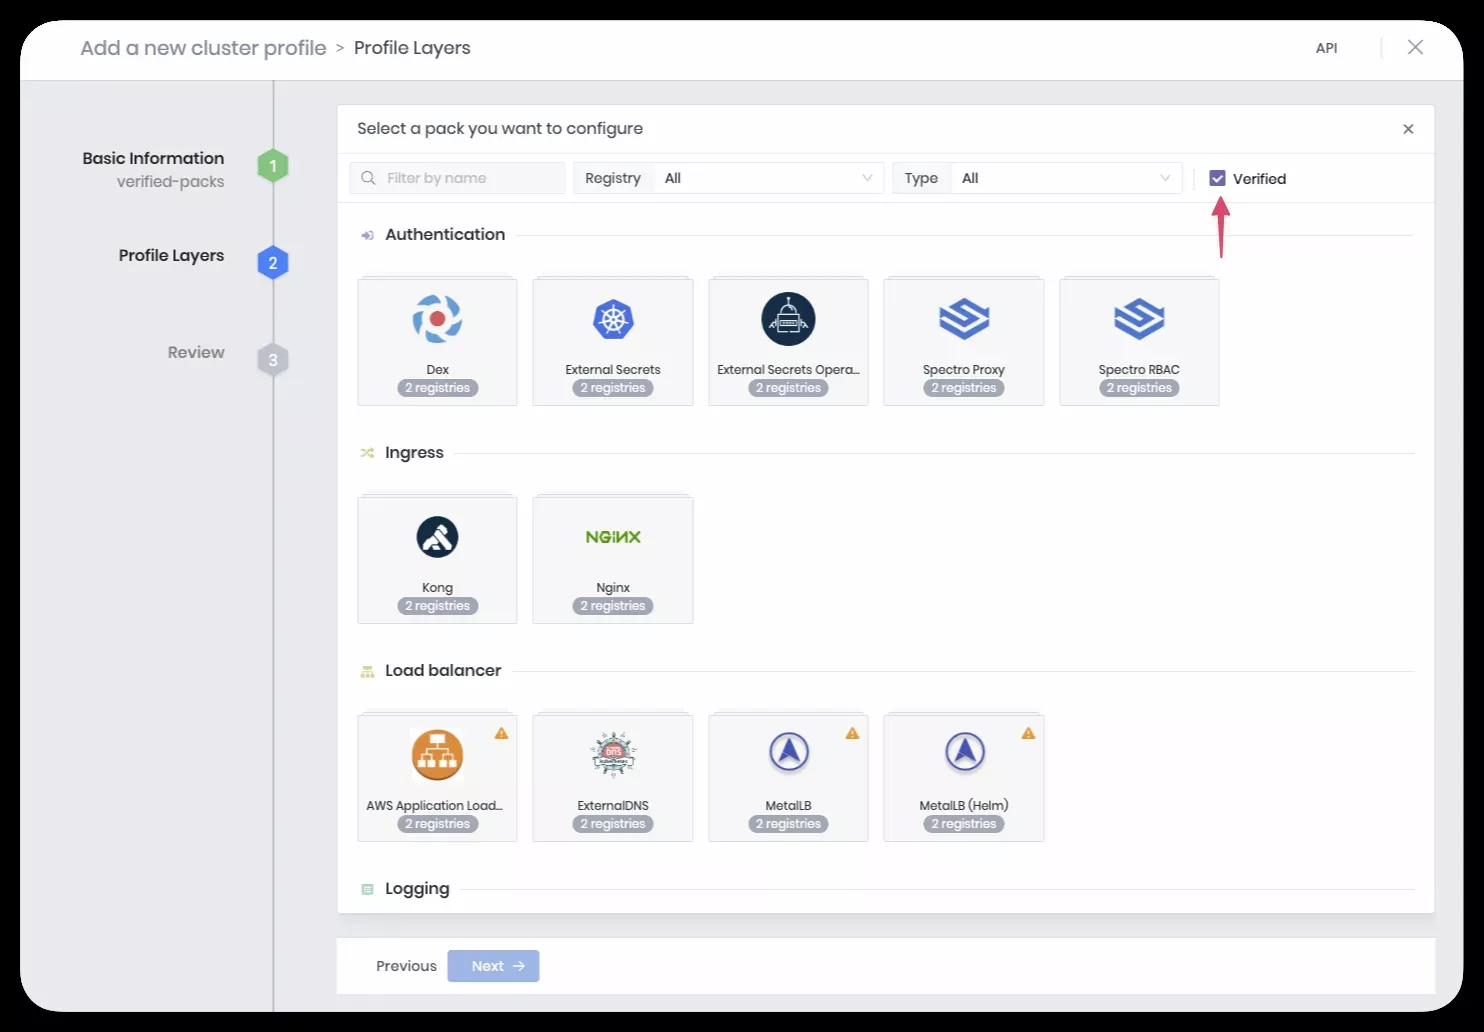 Add a new cluster profile > Profile Layers
API
Basic Information
verified-packs
1
Profile Layers
2
Review
3
Select a pack you want to configure
Filter by name
Registry All
Type All
Verified
Authentication
Dex
2 registries
External Secrets
2 registries
External Secrets Opera...
2 registries
Spectro Proxy
2 registries
Spectro RBAC
2 registries
Ingress
Kong
2 registries
NGINX
Nginx
2 registries
Load balancer
AWS Application Load...
2 registries
DNS
kubernetes
ExternalDNS
2 registries
MetalLB
2 registries
MetalLB (Helm)
2 registries
Logging
Previous
Next →